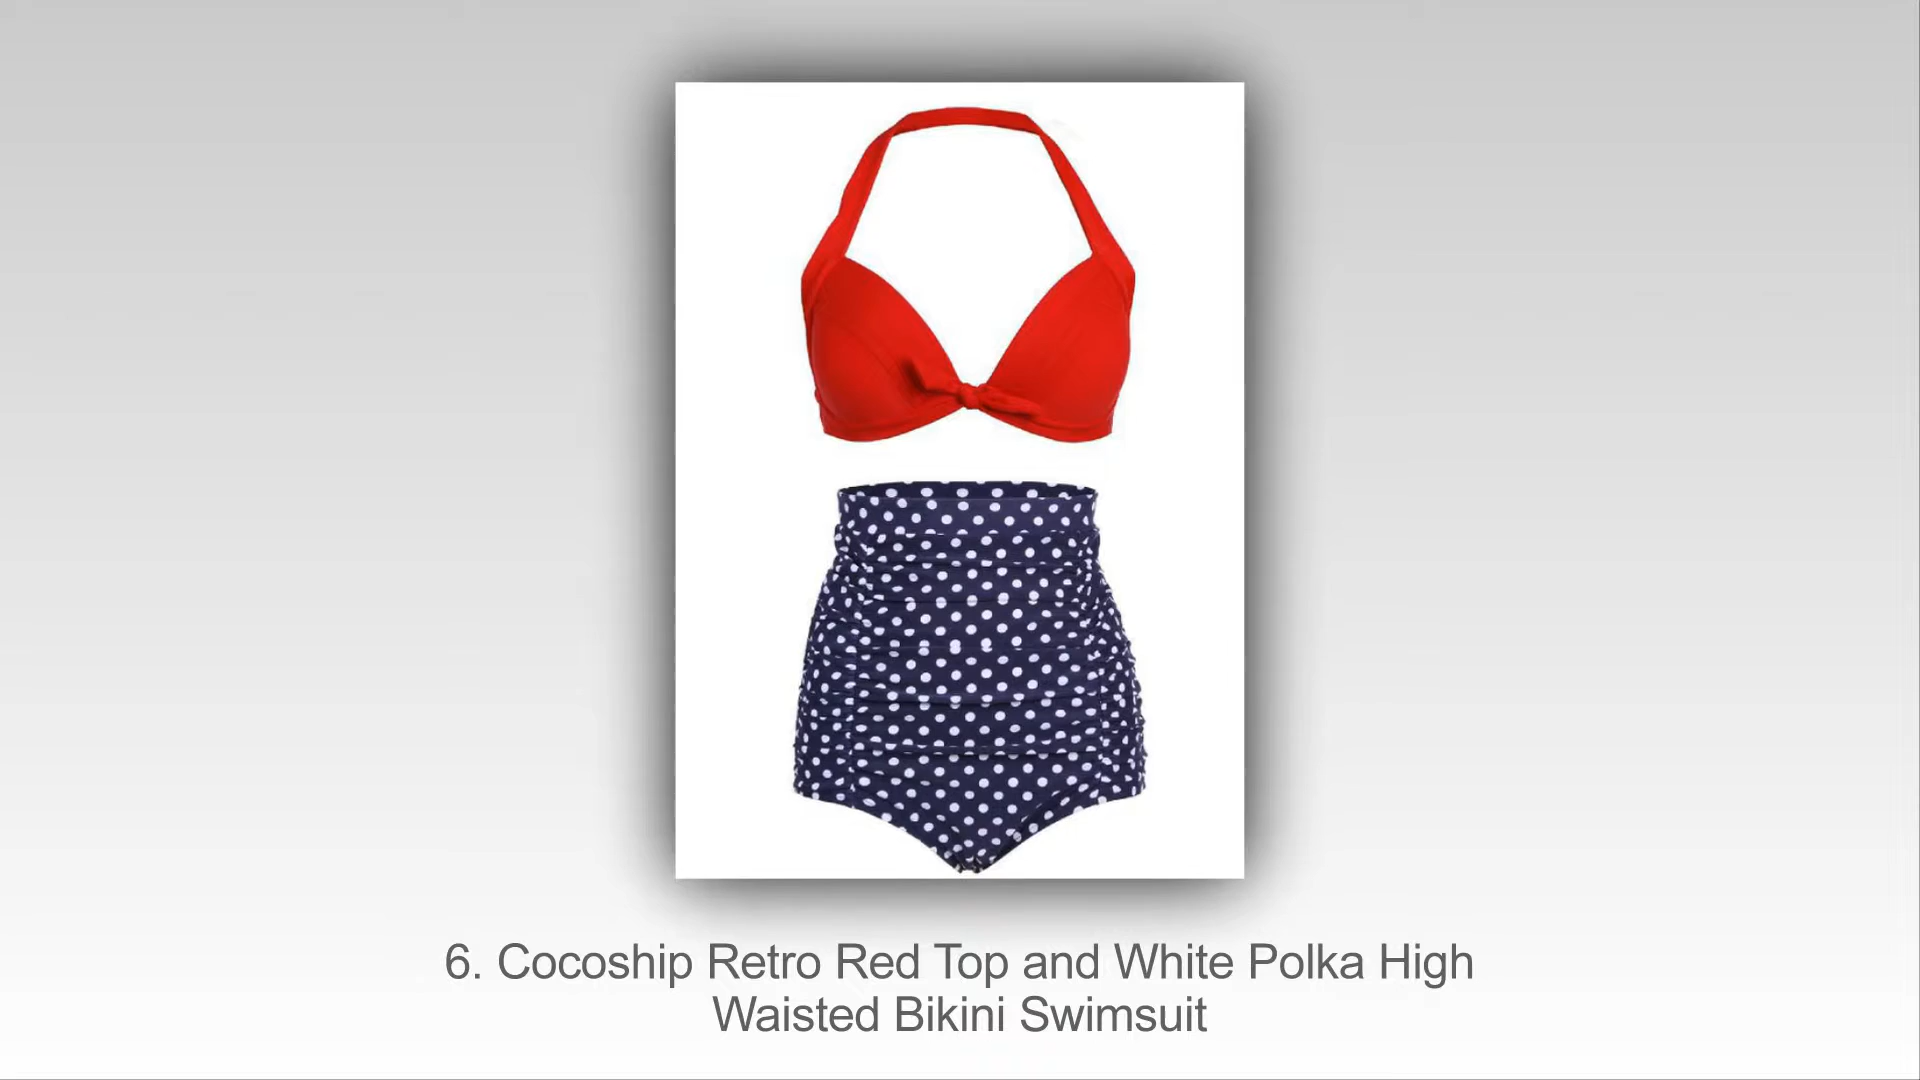 6. Cocoship Retro Red Top and White Polka High
Waisted Bikini Swimsuit